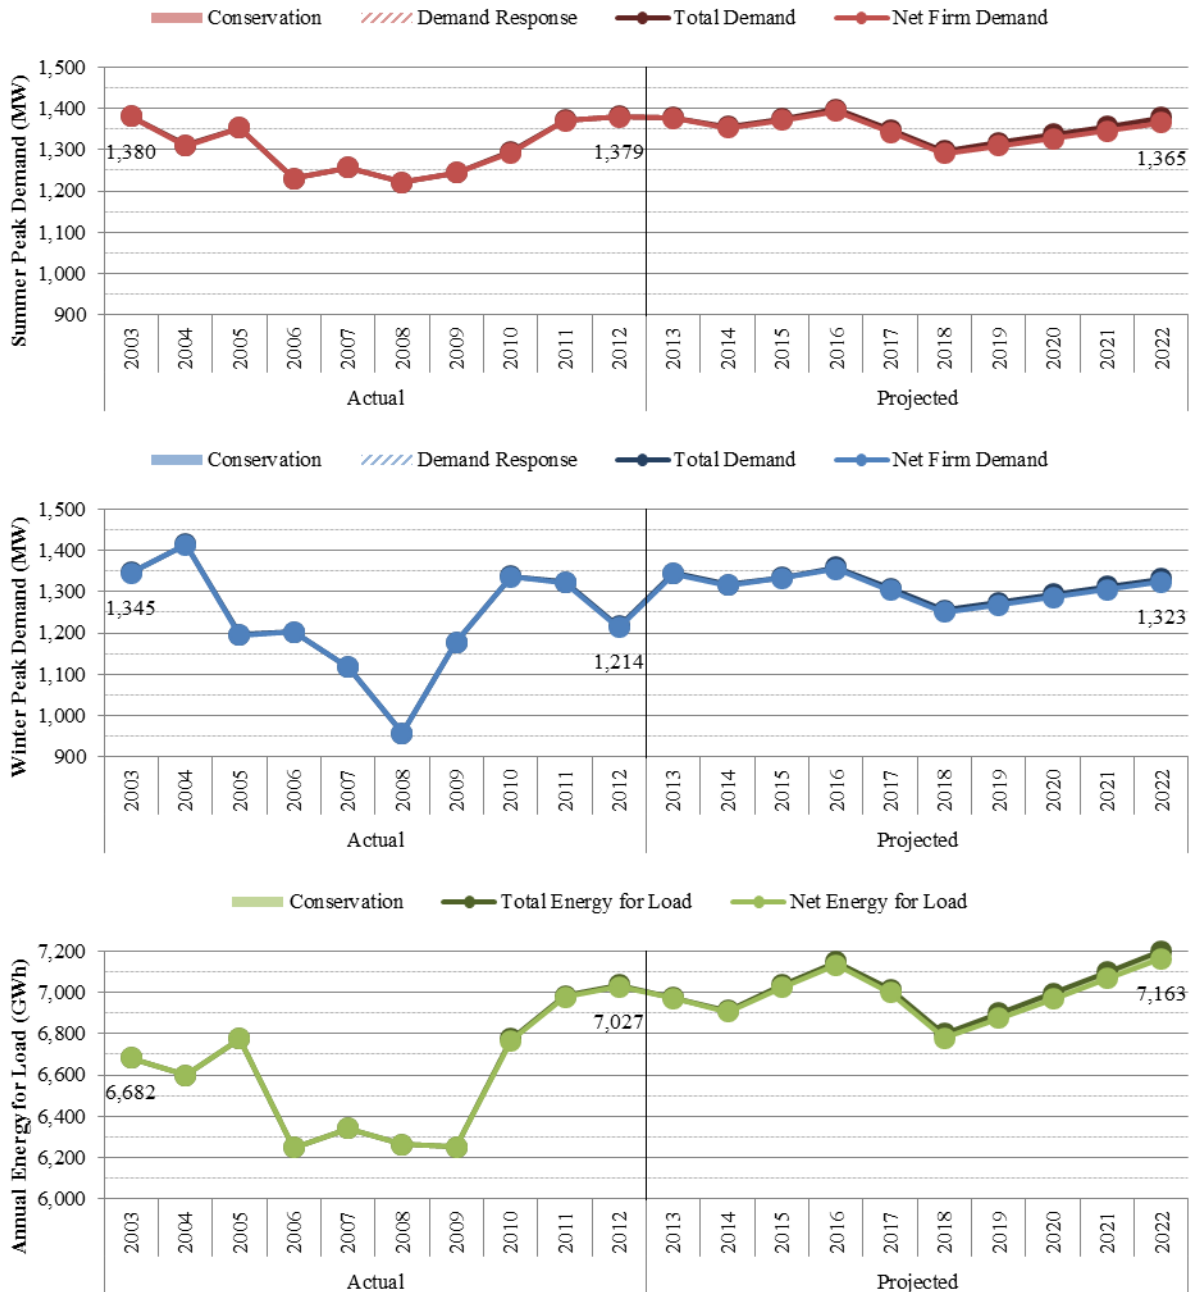 Conservation Demand Response Total Demand Net Firm Demand
Summer Peak Demand (MW)
1,500
1,400
1,300
1,200
1,100
1,000
900
1,380
1,379
1,365
2003 2004 2005 2006 2007 2008 2009 2010 2011 2012 2013 2014 2015 2016 2017 2018 2019 2020 2021 2022
Actual Projected
Conservation Demand Response Total Demand Net Firm Demand
Winter Peak Demand (MW)
1,500
1,400
1,300
1,200
1,100
1,000
900
1,345
1,214
1,323
2003 2004 2005 2006 2007 2008 2009 2010 2011 2012 2013 2014 2015 2016 2017 2018 2019 2020 2021 2022
Actual Projected
Conservation Total Energy for Load Net Energy for Load
Annual Energy for Load (GWh)
7,200
7,000
6,800
6,600
6,400
6,200
6,000
6,682
7,027
7,163
2003 2004 2005 2006 2007 2008 2009 2010 2011 2012 2013 2014 2015 2016 2017 2018 2019 2020 2021 2022
Actual Projected